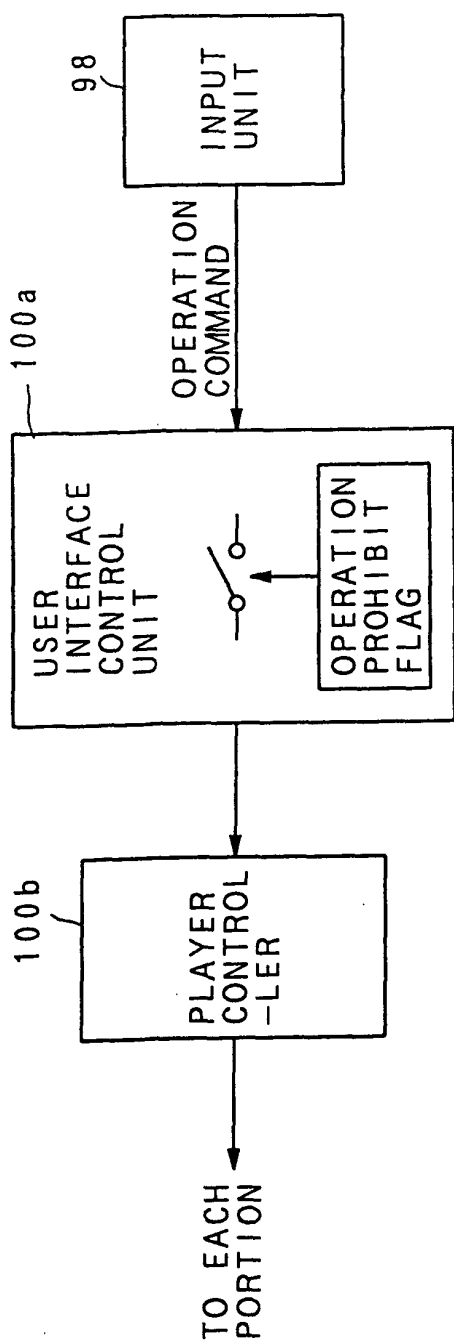 98
INPUT
UNIT
OPERATION
COMMAND
100a
USER
INTERFACE
CONTROL
UNIT
OPERATION
PROHIBIT
FLAG
100b
PLAYER
CONTROL
-LER
TO EACH
PORTION